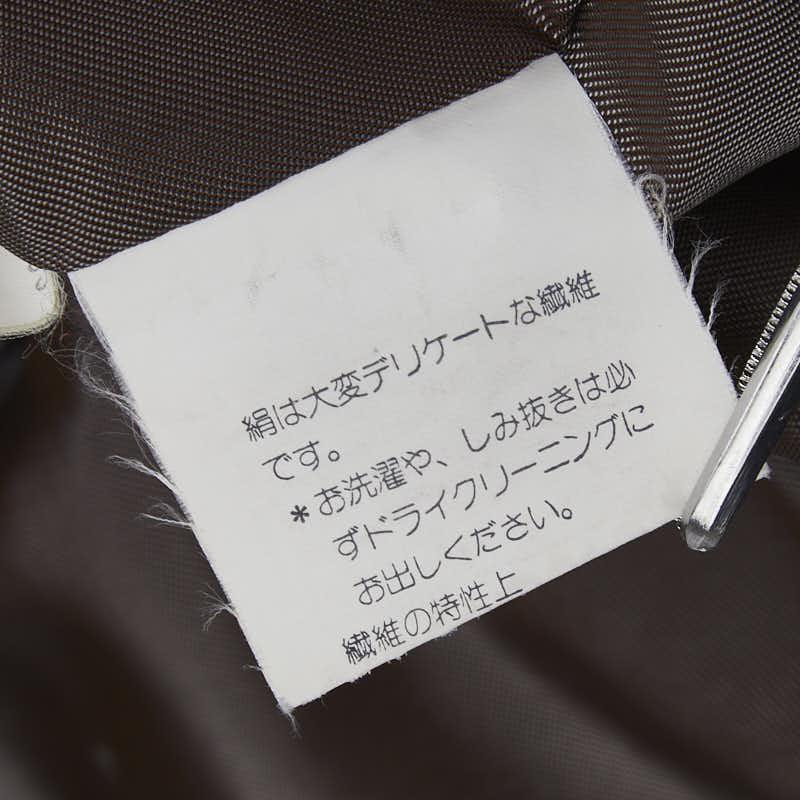 絹は大変デリケートな繊維
です。
*お洗濯や、しみ抜きは必
ずドライクリーニングに
お出しください。
繊維の特性上